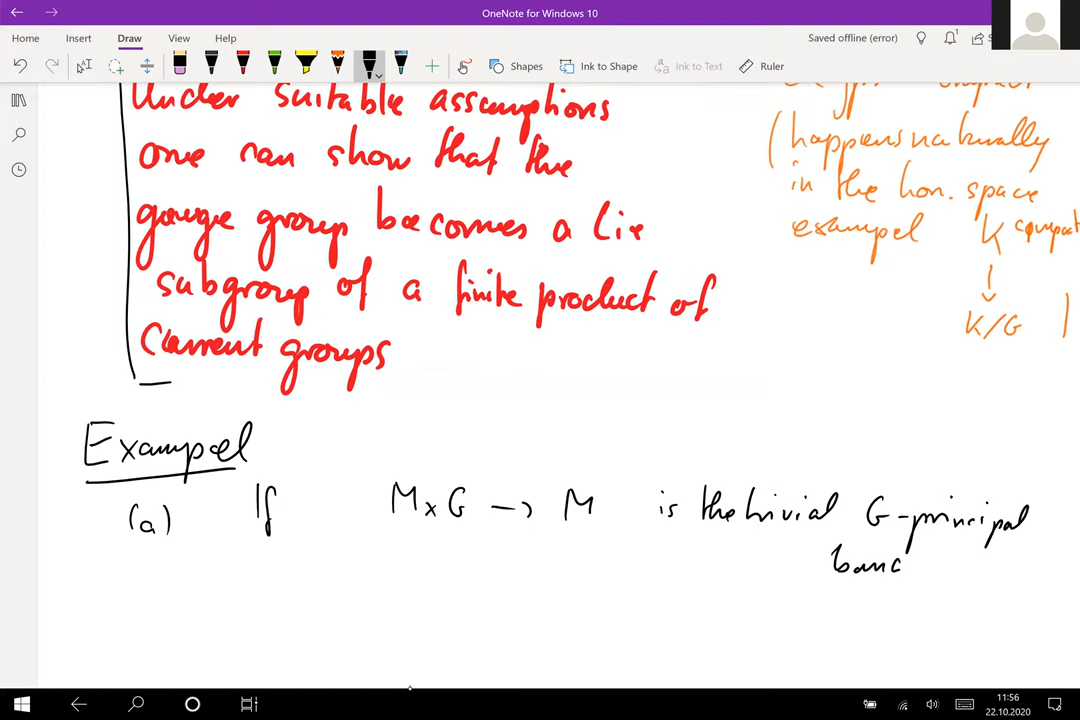 OneNote for Windows 10
Home Insert Draw View Help
Saved offline (error)
Shapes Ink to Shape Ink to Text Ruler
Under suitable assumptions
one can show that the
gauge group becomes a Lie
subgroup of a finite product of
Current groups
(happens naturally
in the hom. space
exampel K compact
K/G
Exampel
(a) If M x G → M is the trivial G-principal
bund
11:56
22.10.2020